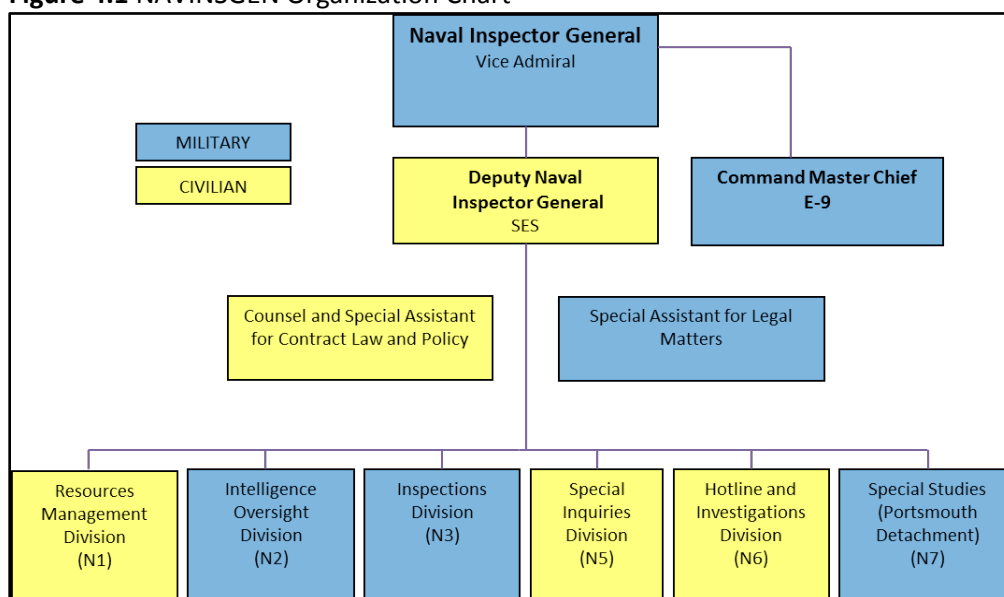 Figure 4.1 NAVINSGEN Organization Chart
Naval Inspector General
Vice Admiral
MILITARY
CIVILIAN
Deputy Naval
Inspector General
SES
Command Master Chief
E-9
Counsel and Special Assistant
for Contract Law and Policy
Special Assistant for Legal
Matters
Resources
Management
Division
(N1)
Intelligence
Oversight
Division
(N2)
Inspections
Division
(N3)
Special
Inquiries
Division
(N5)
Hotline and
Investigations
Division
(N6)
Special Studies
(Portsmouth
Detachment)
(N7)